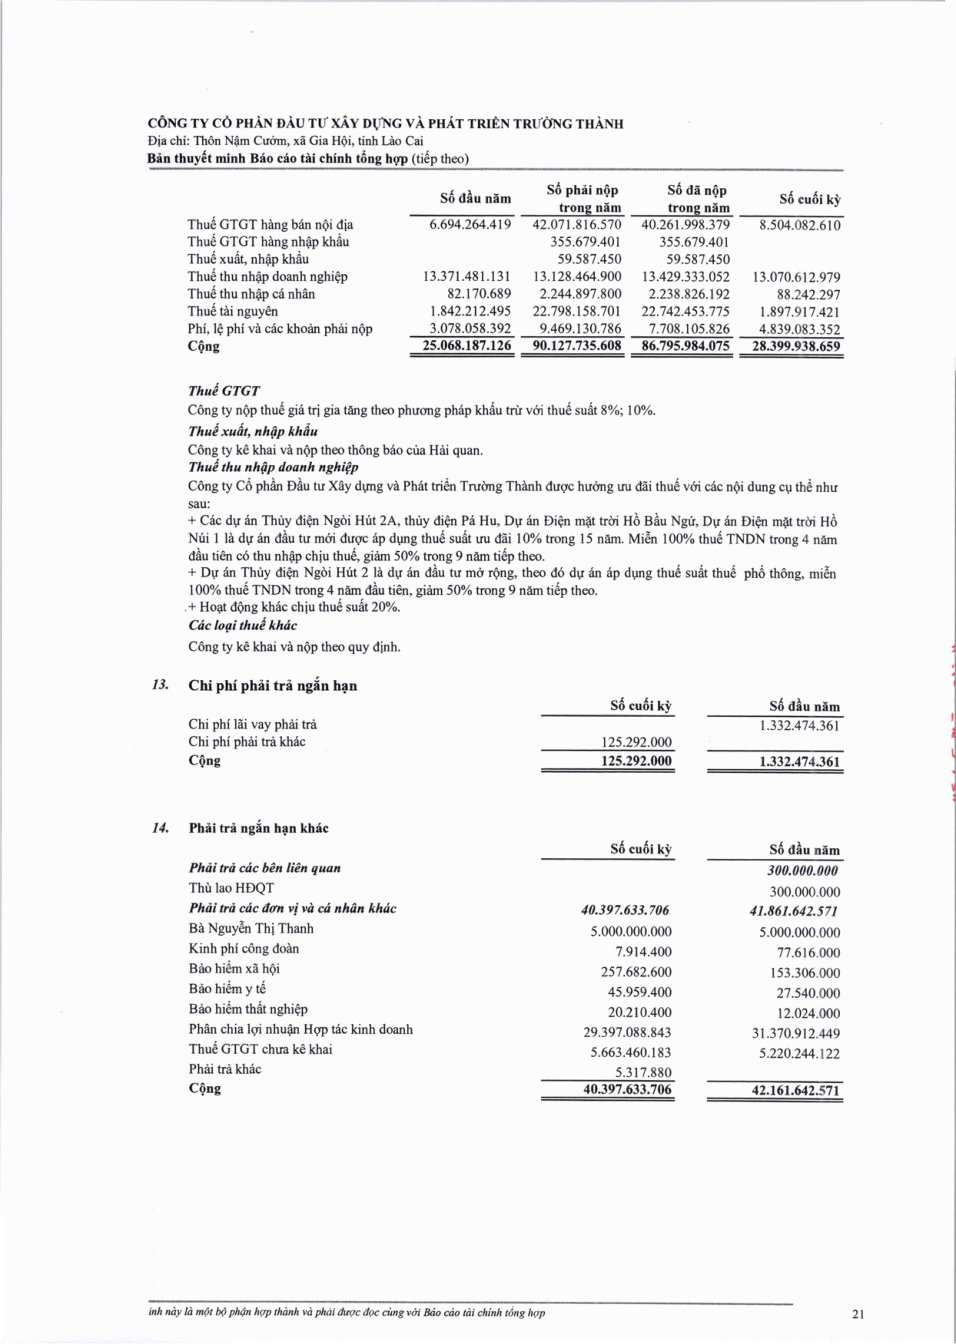 CÔNG TY CỔ PHẦN ĐẦU TƯ XÂY DỰNG VÀ PHÁT TRIỂN TRƯỜNG THÀNH
Địa chỉ: Thôn Nậm Cưởm, xã Gia Hội, tỉnh Lào Cai
Bản thuyết minh Báo cáo tài chính tổng hợp (tiếp theo)
Số đầu năm Số phải nộp trong năm Số đã nộp trong năm Số cuối kỳ
Thuế GTGT hàng bán nội địa 6.694.264.419 42.071.816.570 40.261.998.379 8.504.082.610
Thuế GTGT hàng nhập khẩu 355.679.401 355.679.401
Thuế xuất, nhập khẩu 59.587.450 59.587.450
Thuế thu nhập doanh nghiệp 13.371.481.131 13.128.464.900 13.429.333.052 13.070.612.979
Thuế thu nhập cá nhân 82.170.689 2.244.897.800 2.238.826.192 88.242.297
Thuế tài nguyên 1.842.212.495 22.798.158.701 22.742.453.775 1.897.917.421
Phí, lệ phí và các khoản phải nộp 3.078.058.392 9.469.130.786 7.708.105.826 4.839.083.352
Cộng 25.068.187.126 90.127.735.608 86.795.984.075 28.399.938.659
Thuế GTGT
Công ty nộp thuế giá trị gia tăng theo phương pháp khấu trừ với thuế suất 8%; 10%.
Thuế xuất, nhập khẩu
Công ty kê khai và nộp theo thông báo của Hải quan.
Thuế thu nhập doanh nghiệp
Công ty Cổ phần Đầu tư Xây dựng và Phát triển Trường Thành được hưởng ưu đãi thuế với các nội dung cụ thể như
sau:
+ Các dự án Thủy điện Ngòi Hút 2A, thủy điện Pá Hu, Dự án Điện mặt trời Hồ Bầu Ngứ, Dự án Điện mặt trời Hồ
Núi 1 là dự án đầu tư mới được áp dụng thuế suất ưu đãi 10% trong 15 năm. Miễn 100% thuế TNDN trong 4 năm
đầu tiên có thu nhập chịu thuế, giảm 50% trong 9 năm tiếp theo.
+ Dự án Thủy điện Ngòi Hút 2 là dự án đầu tư mở rộng, theo đó dự án áp dụng thuế suất thuế phổ thông, miễn
100% thuế TNDN trong 4 năm đầu tiên, giảm 50% trong 9 năm tiếp theo.
+ Hoạt động khác chịu thuế suất 20%.
Các loại thuế khác
Công ty kê khai và nộp theo quy định.
13. Chi phí phải trả ngắn hạn
Số cuối kỳ Số đầu năm
Chi phí lãi vay phải trả 1.332.474.361
Chi phí phải trả khác 125.292.000
Cộng 125.292.000 1.332.474.361
14. Phải trả ngắn hạn khác
Số cuối kỳ Số đầu năm
Phải trả các bên liên quan 300.000.000
Thù lao HĐQT 300.000.000
Phải trả các đơn vị và cá nhân khác 40.397.633.706 41.861.642.571
Bà Nguyễn Thị Thanh 5.000.000.000 5.000.000.000
Kinh phí công đoàn 7.914.400 77.616.000
Bảo hiểm xã hội 257.682.600 153.306.000
Bảo hiểm y tế 45.959.400 27.540.000
Bảo hiểm thất nghiệp 20.210.400 12.024.000
Phân chia lợi nhuận Hợp tác kinh doanh 29.397.088.843 31.370.912.449
Thuế GTGT chưa kê khai 5.663.460.183 5.220.244.122
Phải trả khác 5.317.880
Cộng 40.397.633.706 42.161.642.571
inh này là một bộ phận hợp thành và phải được đọc cùng với Báo cáo tài chính tổng hợp 21